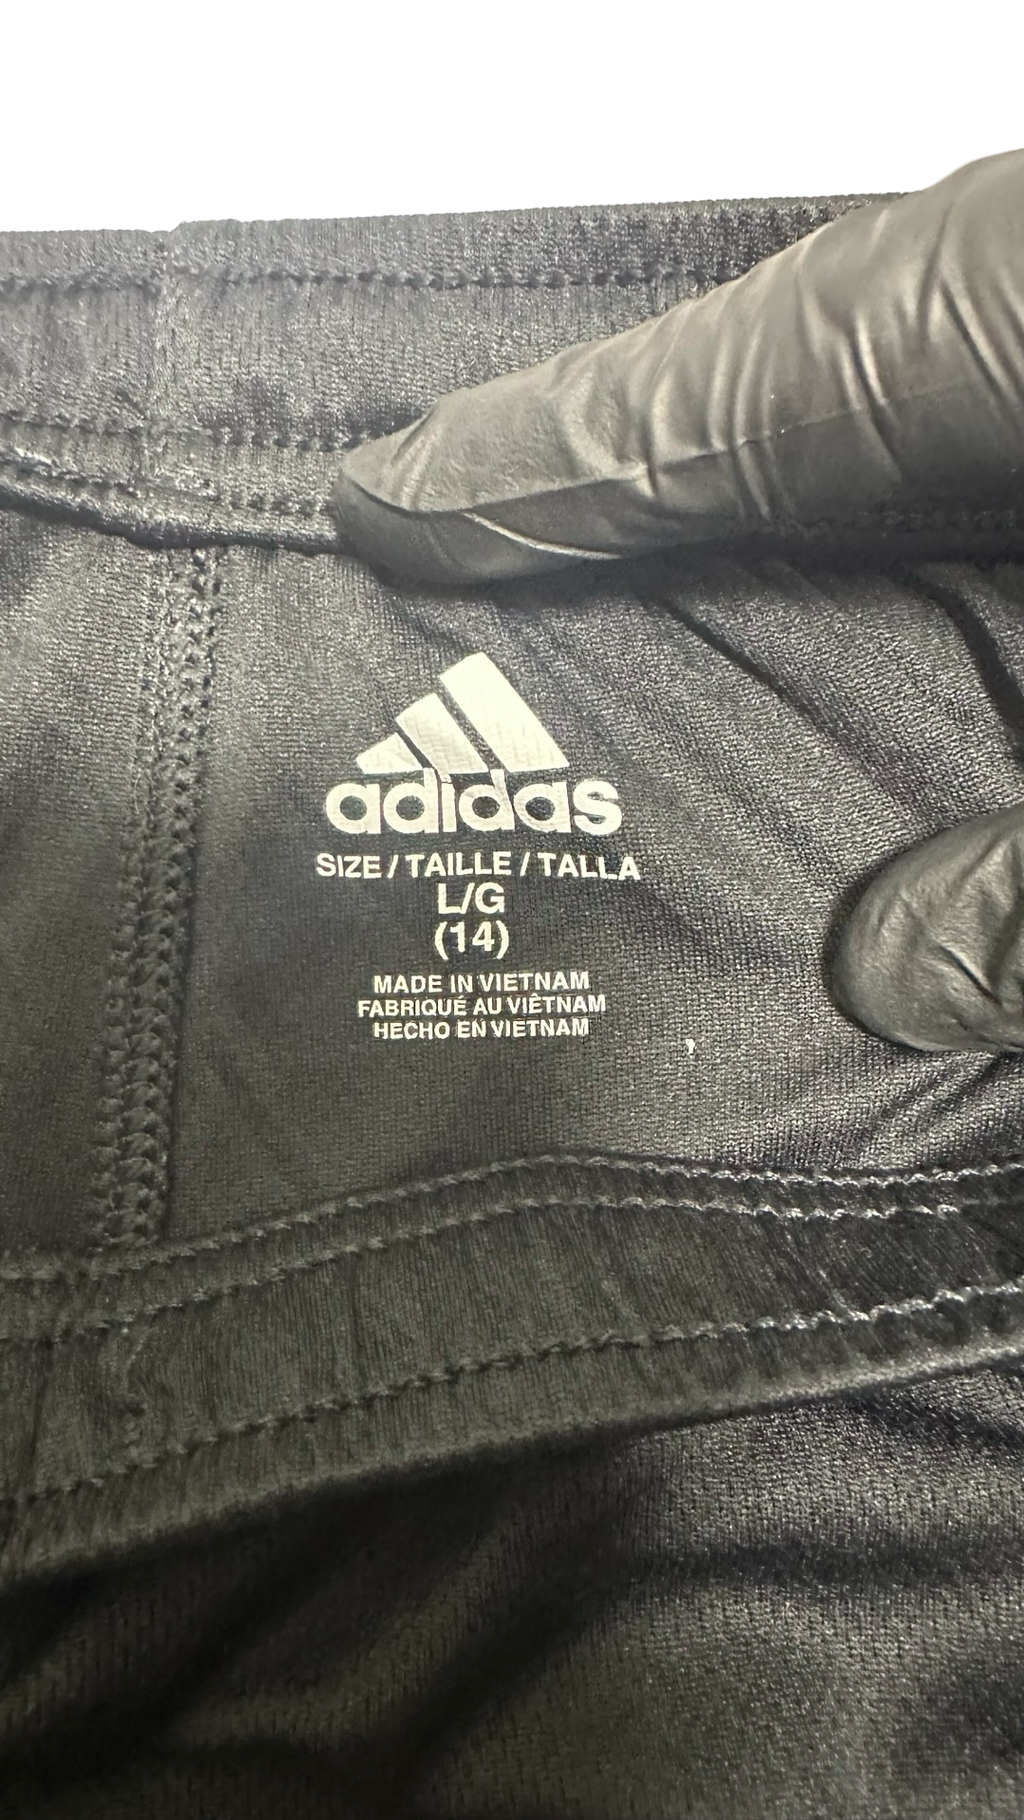 adidas
SIZE / TAILLE / TALLA
L/G
(14)
MADE IN VIETNAM
FABRIQUÉ AU VIÊTNAM
HECHO EN VIETNAM